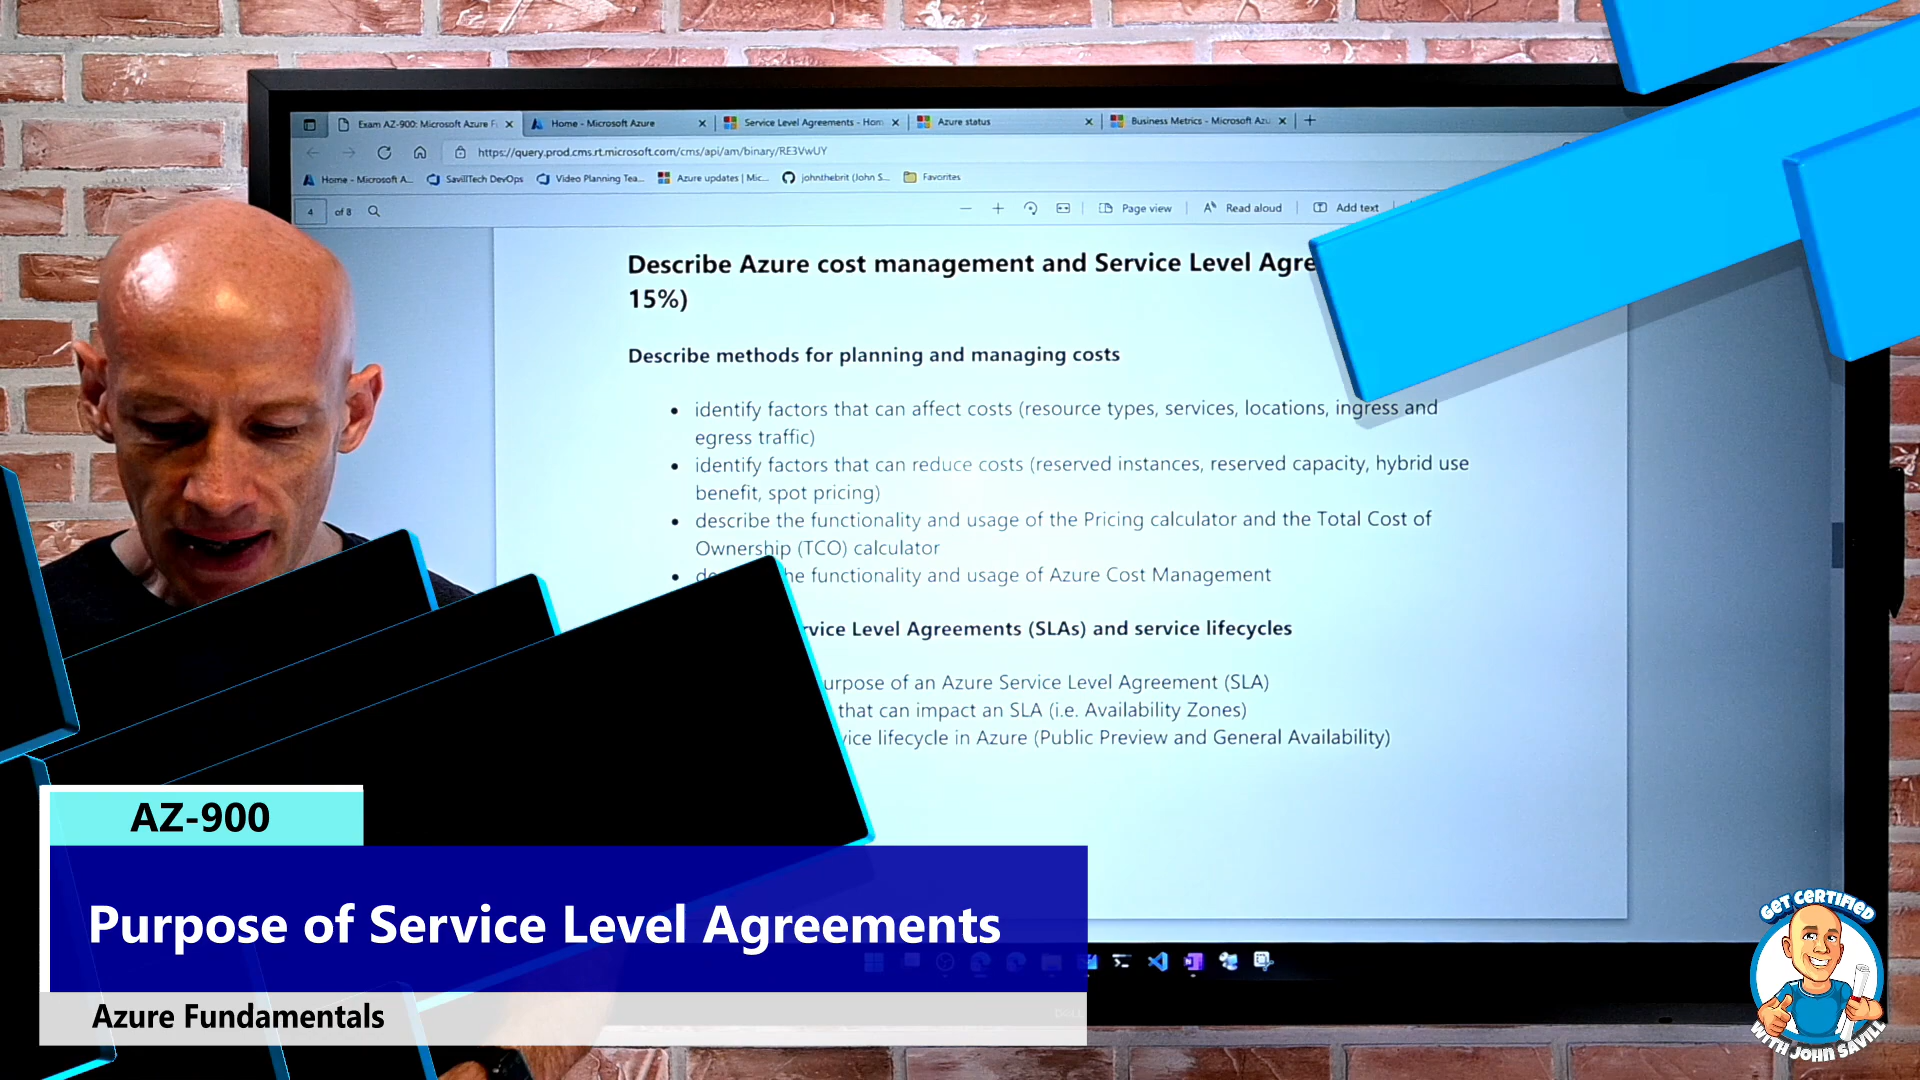 Exam AZ-900: Microsoft Azure F
Home - Microsoft Azure
Service Level Agreements - Hom
Azure status
Business Metrics - Microsoft Azu
https://query.prod.cms.rt.microsoft.com/cms/api/am/binary/RE3VwUY
Home - Microsoft A...
SavillTech DevOps
Video Planning Tea...
Azure updates | Mic...
johnthebrit (John S...
Favorites
4 of 8
Page view
Read aloud
Add text
Describe Azure cost management and Service Level Agre
15%)
Describe methods for planning and managing costs
• identify factors that can affect costs (resource types, services, locations, ingress and
egress traffic)
• identify factors that can reduce costs (reserved instances, reserved capacity, hybrid use
benefit, spot pricing)
• describe the functionality and usage of the Pricing calculator and the Total Cost of
Ownership (TCO) calculator
• he functionality and usage of Azure Cost Management
vice Level Agreements (SLAs) and service lifecycles
urpose of an Azure Service Level Agreement (SLA)
that can impact an SLA (i.e. Availability Zones)
vice lifecycle in Azure (Public Preview and General Availability)
AZ-900
Purpose of Service Level Agreements
Azure Fundamentals
GET CERTIFIED
WITH JOHN SAVILL